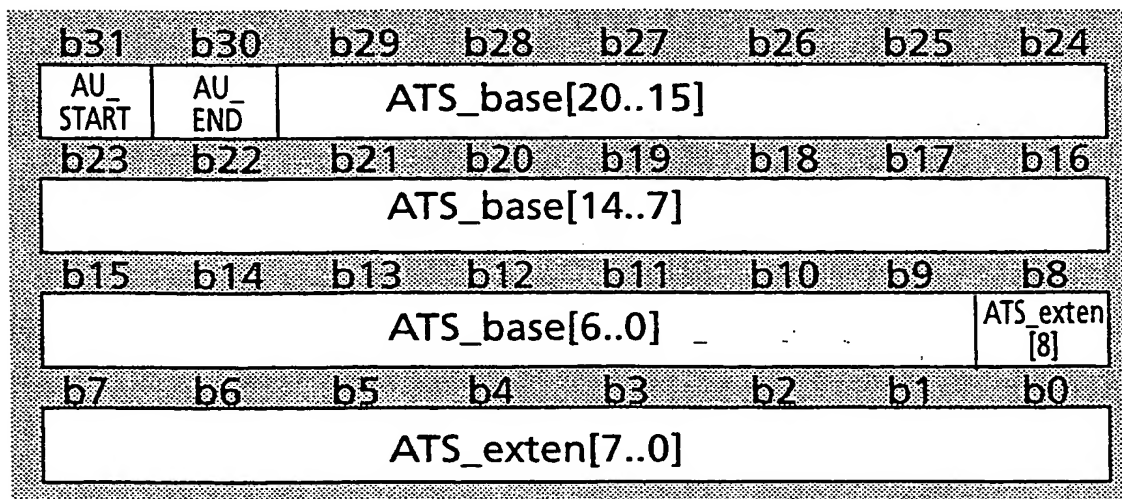 b31 b30 b29 b28 b27 b26 b25 b24
AU_
START
AU_
END
ATS_base[20..15]
b23 b22 b21 b20 b19 b18 b17 b16
ATS_base[14..7]
b15 b14 b13 b12 b11 b10 b9 b8
ATS_base[6..0]
ATS_exten
[8]
b7 b6 b5 b4 b3 b2 b1 b0
ATS_exten[7..0]